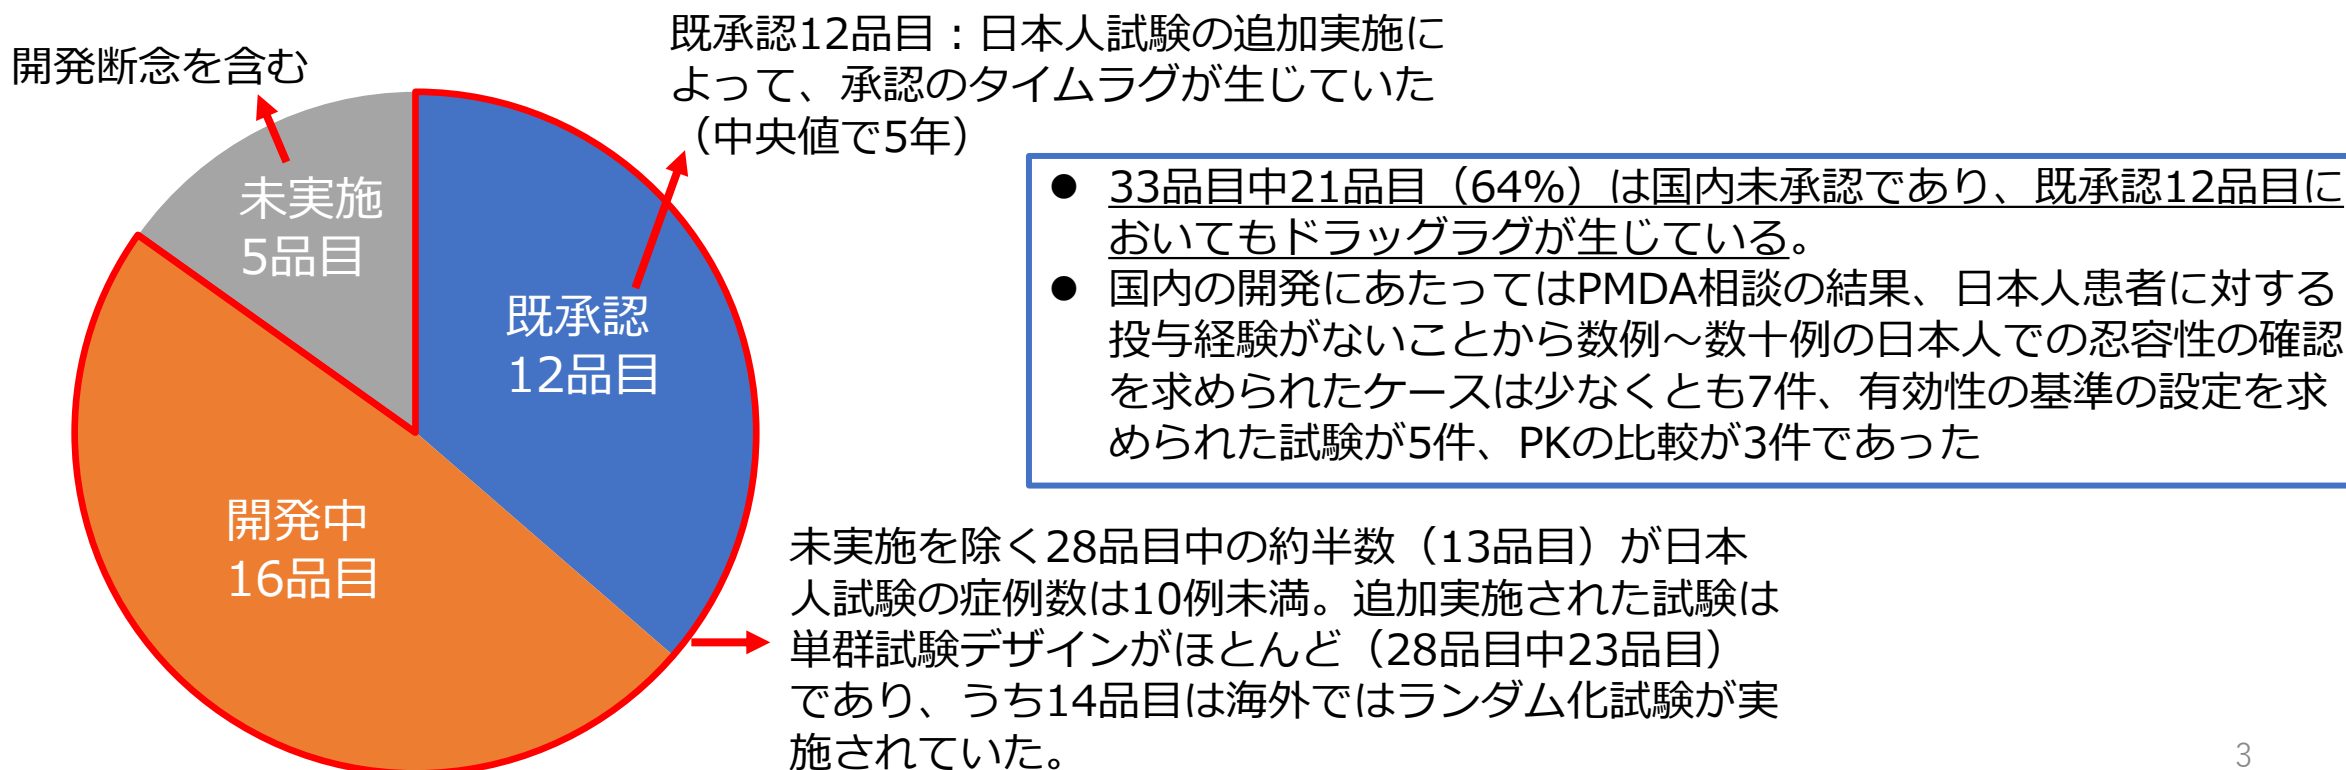 開発断念を含む
既承認12品目：日本人試験の追加実施に
よって、承認のタイムラグが生じていた
（中央値で5年）
未実施
5品目
既承認
12品目
開発中
16品目
● 33品目中21品目（64%）は国内未承認であり、既承認12品目に
おいてもドラッグラグが生じている。
● 国内の開発にあたってはPMDA相談の結果、日本人患者に対する
投与経験がないことから数例～数十例の日本人での忍容性の確認
を求められたケースは少なくとも7件、有効性の基準の設定を求
められた試験が5件、PKの比較が3件であった
未実施を除く28品目中の約半数（13品目）が日本
人試験の症例数は10例未満。追加実施された試験は
単群試験デザインがほとんど（28品目中23品目）
であり、うち14品目は海外ではランダム化試験が実
施されていた。
3